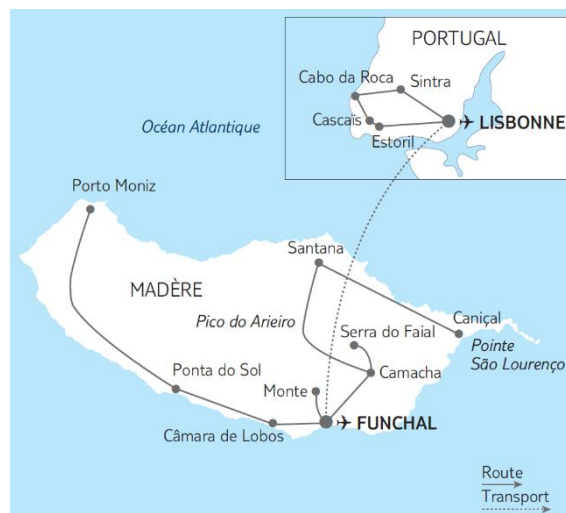 PORTUGAL
Cabo da Roca
Sintra
Océan Atlantique
Cascaïs
LISBONNE
Estoril
Porto Moniz
Santana
MADÈRE
Pico do Arieiro
Caniçal
Serra do Faial
Pointe
São Lourenço
Ponta do Sol
Monte
Camacha
Câmara de Lobos
FUNCHAL
Route
Transport